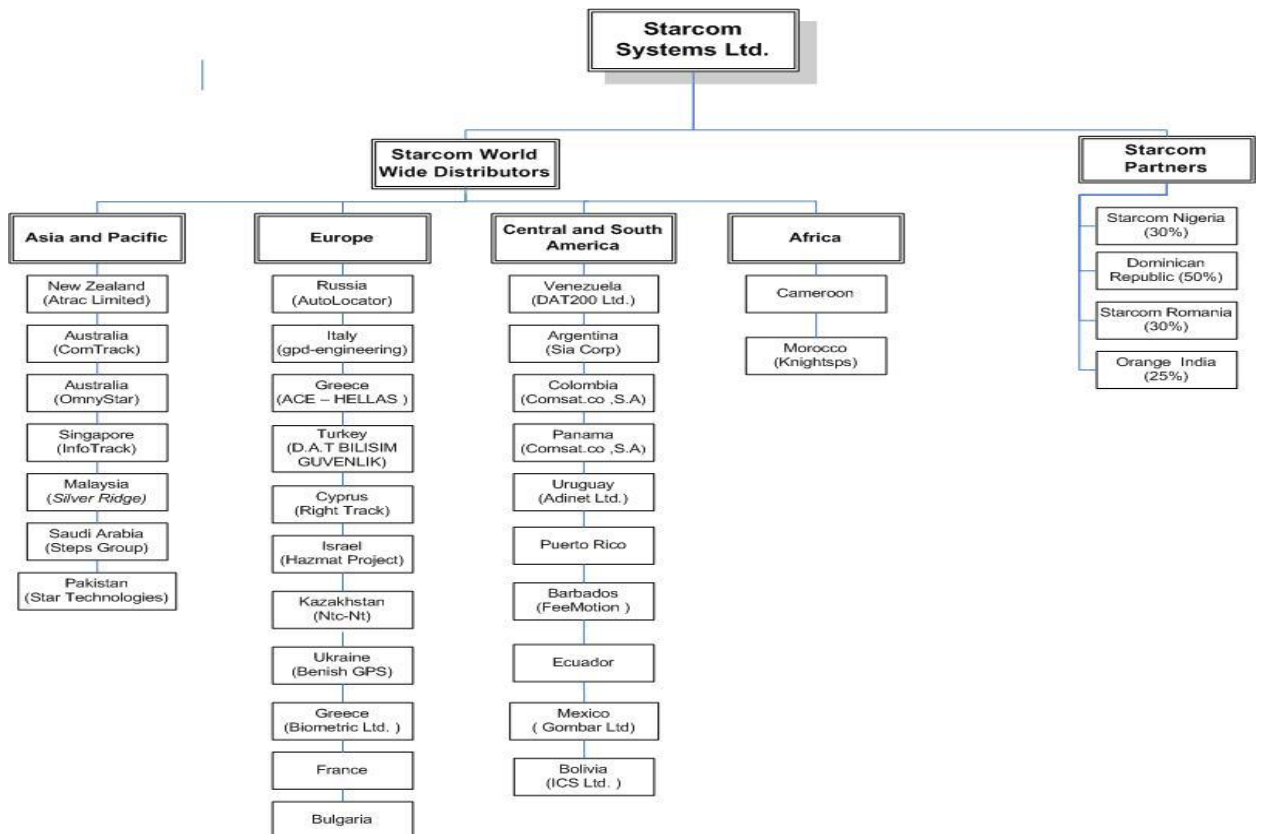 Starcom
Systems Ltd.
Starcom World
Wide Distributors
Starcom
Partners
Asia and Pacific
New Zealand
(Atrac Limited)
Australia
(ComTrack)
Australia
(OmnyStar)
Singapore
(InfoTrack)
Malaysia
(Silver Ridge)
Saudi Arabia
(Steps Group)
Pakistan
(Star Technologies)
Europe
Russia
(AutoLocator)
Italy
(gpd-engineering)
Greece
(ACE – HELLAS )
Turkey
(D.A.T BILISIM
GUVENLIK)
Cyprus
(Right Track)
Israel
(Hazmat Project)
Kazakhstan
(Ntc-Nt)
Ukraine
(Benish GPS)
Greece
(Biometric Ltd. )
France
Bulgaria
Central and South
America
Venezuela
(DAT200 Ltd.)
Argentina
(Sia Corp)
Colombia
(Comsat.co ,S.A)
Panama
(Comsat.co ,S.A)
Uruguay
(Adinet Ltd.)
Puerto Rico
Barbados
(FeeMotion )
Ecuador
Mexico
( Gombar Ltd)
Bolivia
(ICS Ltd. )
Africa
Cameroon
Morocco
(Knightsps)
Starcom Nigeria
(30%)
Dominican
Republic (50%)
Starcom Romania
(30%)
Orange  India
(25%)